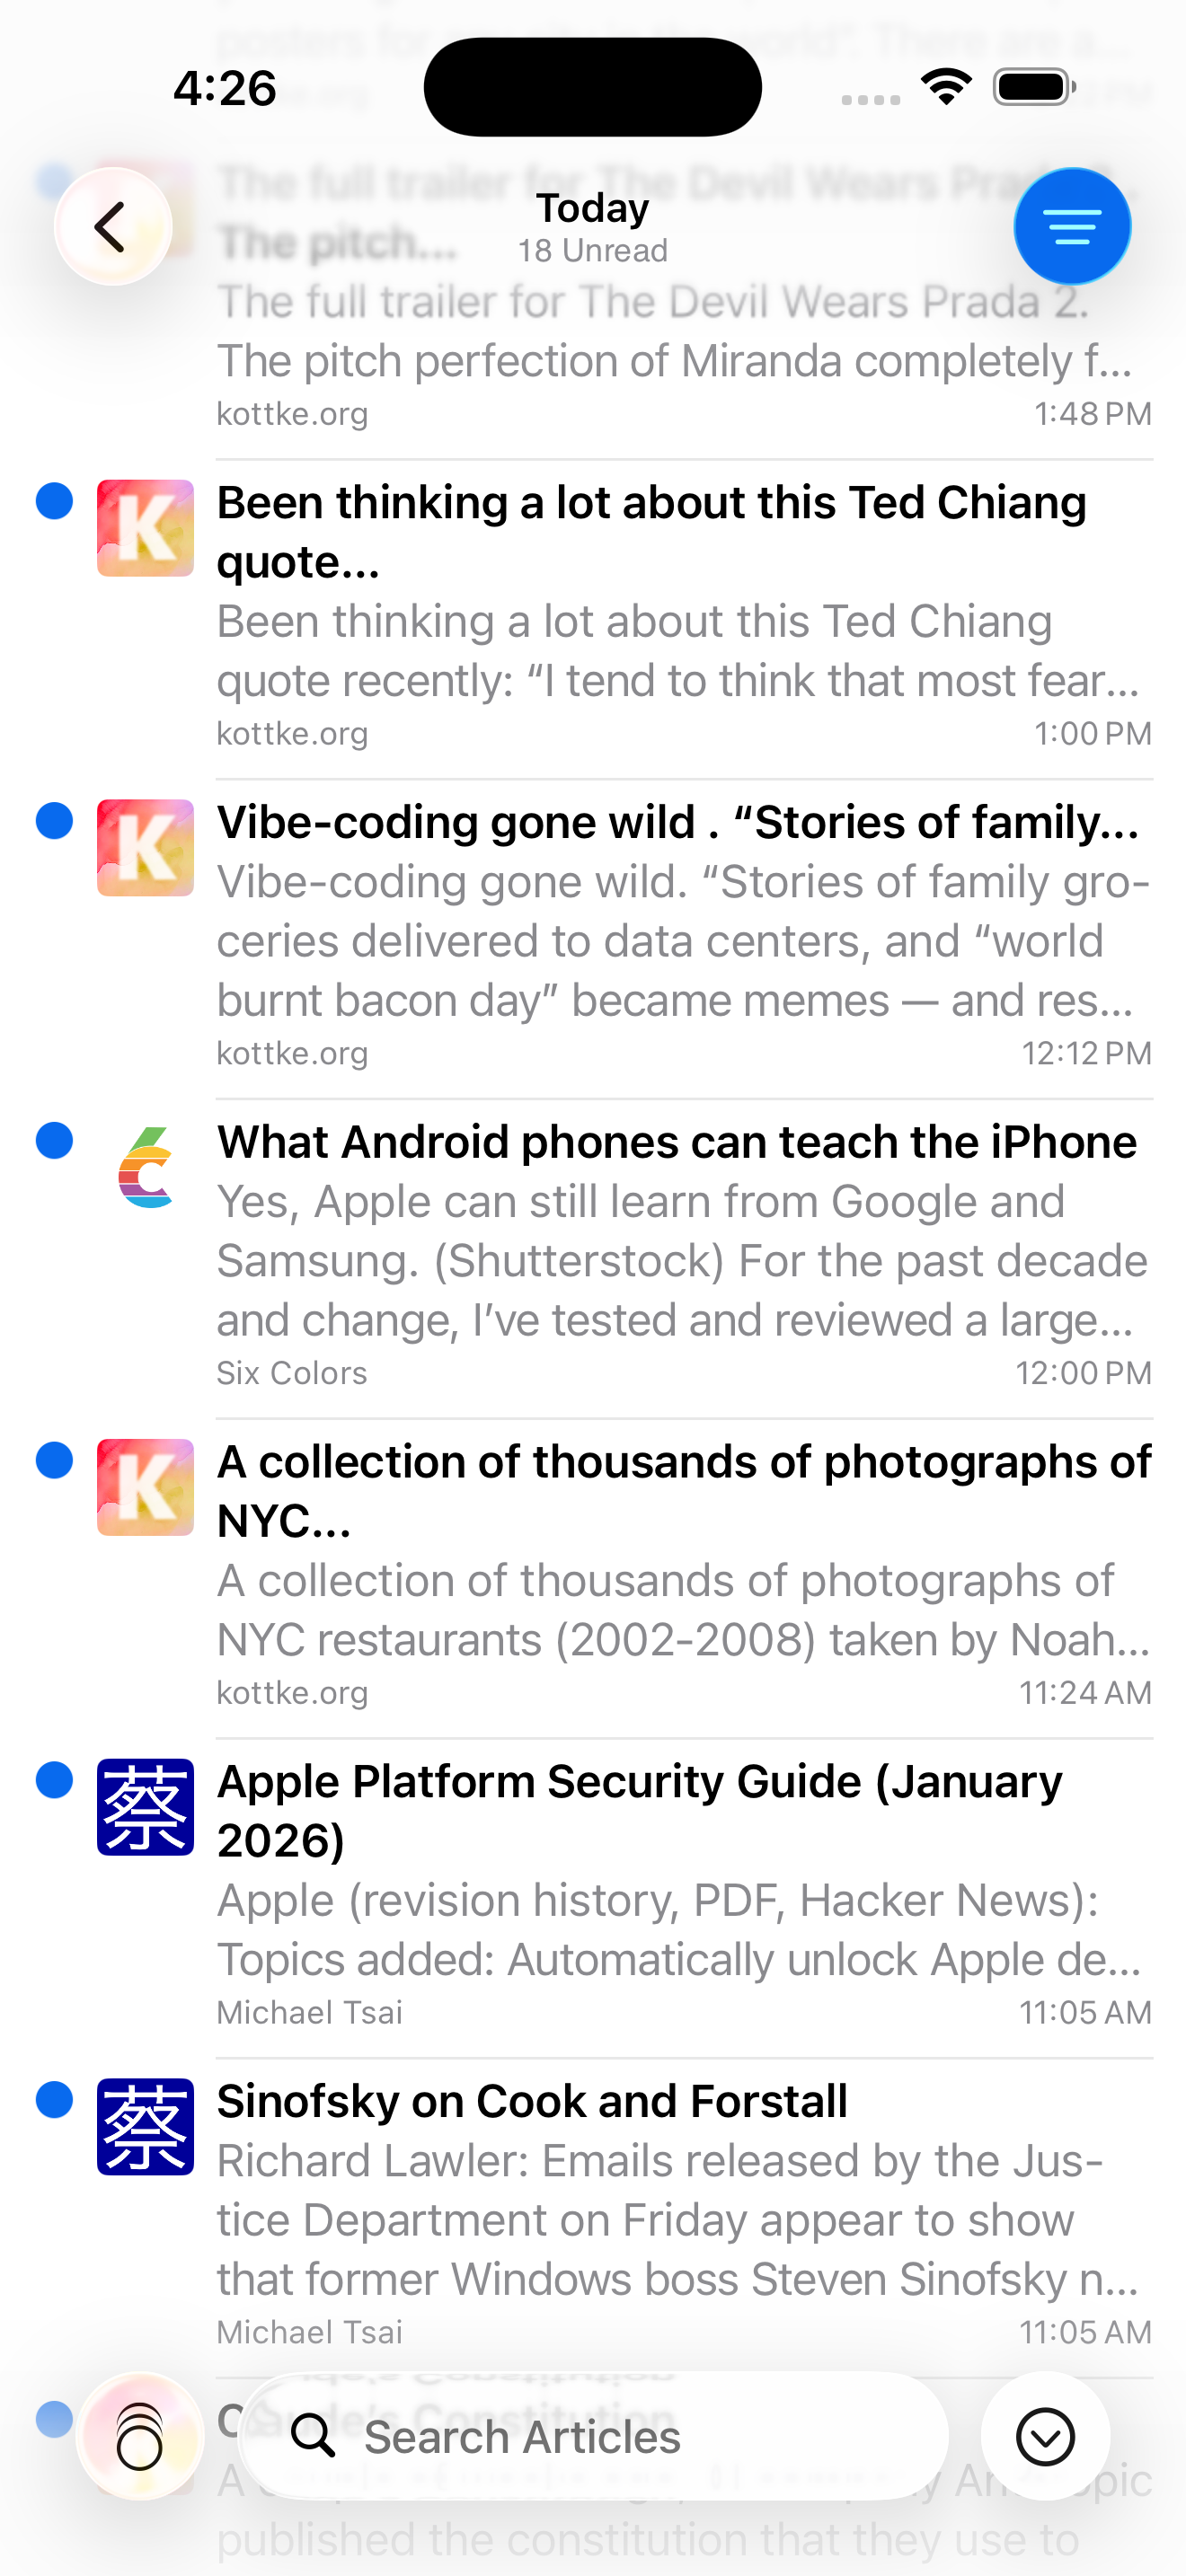 posters for
world". There are a...
4:26
The full trailer for The Devil Wears Prada 2.
The pitch...
Today
18 Unread
The full trailer for The Devil Wears Prada 2.
The pitch perfection of Miranda completely f...
kottke.org
1:48 PM
Been thinking a lot about this Ted Chiang
quote...
Been thinking a lot about this Ted Chiang
quote recently: “I tend to think that most fear...
kottke.org
1:00 PM
K
Vibe-coding gone wild . “Stories of family...
Vibe-coding gone wild. “Stories of family gro-
ceries delivered to data centers, and “world
burnt bacon day” became memes — and res...
kottke.org
12:12 PM
K
What Android phones can teach the iPhone
Yes, Apple can still learn from Google and
Samsung. (Shutterstock) For the past decade
and change, I’ve tested and reviewed a large...
Six Colors
12:00 PM
K
A collection of thousands of photographs of
NYC...
A collection of thousands of photographs of
NYC restaurants (2002-2008) taken by Noah...
kottke.org
11:24 AM
蔡
Apple Platform Security Guide (January
2026)
Apple (revision history, PDF, Hacker News):
Topics added: Automatically unlock Apple de...
Michael Tsai
11:05 AM
蔡
Sinofsky on Cook and Forstall
Richard Lawler: Emails released by the Jus-
tice Department on Friday appear to show
that former Windows boss Steven Sinofsky n...
Michael Tsai
11:05 AM
Claude’s Constitution
Search Articles
published the constitution that they use to